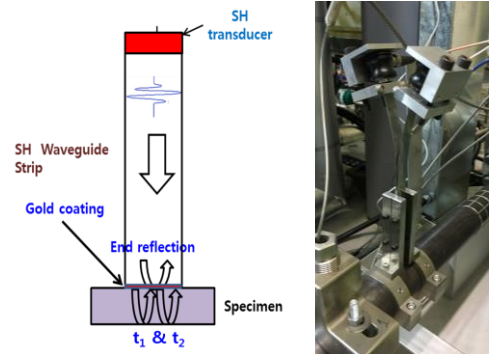 SH
transducer
SH Waveguide
Strip
Gold coating
End reflection
Specimen
t₁ & t₂